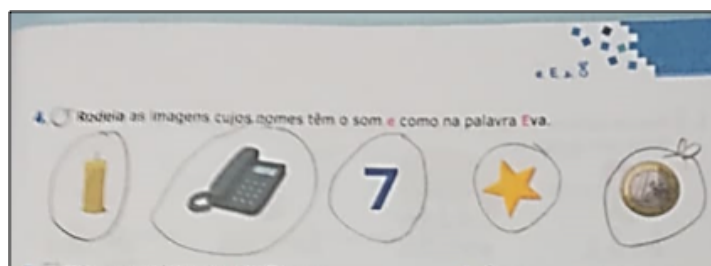 e, E, e, ℰ
4. Rodeia as imagens cujos nomes têm o som e como na palavra Eva.
7